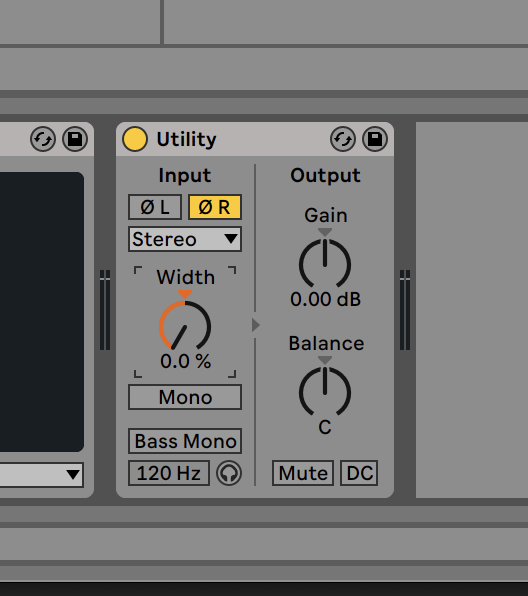 Utility
Input
Ø L
Ø R
Stereo
Width
0.0 %
Mono
Bass Mono
120 Hz
Output
Gain
0.00 dB
Balance
C
Mute
DC